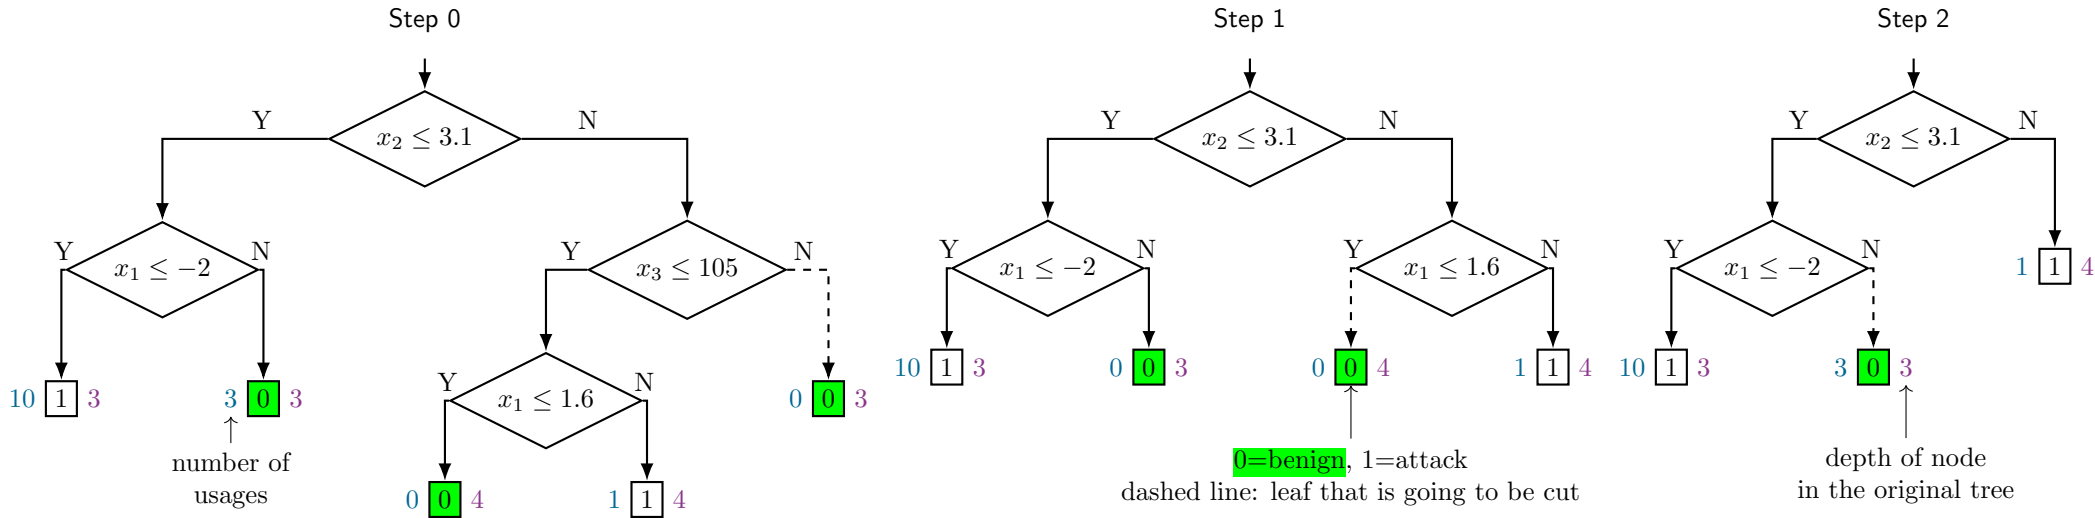 Step 0
x₂ ≤ 3.1
Y
N
x₁ ≤ −2
Y
N
x₃ ≤ 105
Y
N
10 1 3
3 0 3
x₁ ≤ 1.6
Y
N
0 0 3
number of
usages
0 0 4
1 1 4
Step 1
x₂ ≤ 3.1
Y
N
x₁ ≤ −2
Y
N
x₁ ≤ 1.6
Y
N
10 1 3
0 0 3
0 0 4
1 1 4
0=benign, 1=attack
dashed line: leaf that is going to be cut
Step 2
x₂ ≤ 3.1
Y
N
x₁ ≤ −2
Y
N
1 1 4
10 1 3
3 0 3
depth of node
in the original tree